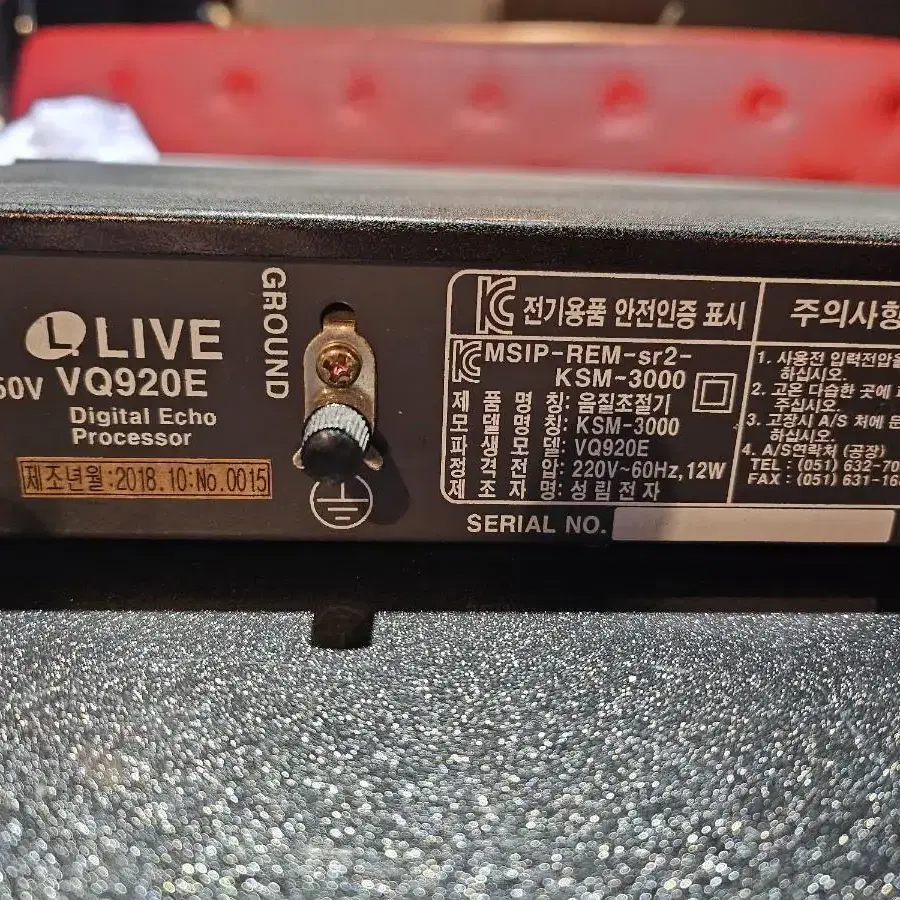 LIVE
VQ920E
Digital Echo
Processor
제조년월:2018.10:No.0015
GROUND
전기용품 안전인증 표시
MSIP-REM-sr2-
KSM-3000
제 품 명 칭: 음질조절기
모 델 명 칭: KSM-3000
파 생 모 델: VQ920E
정 격 전 압: 220V~60Hz, 12W
제 조 자 명: 성림전자
SERIAL NO.
주의사항
1. 사용전 입력전압을
하십시오.
2. 고온 다습한 곳에
주십시오.
3. 고장시 A/S 처에
하십시오.
4. A/S연락처 (공장)
TEL : (051) 632-70
FAX : (051) 631-16